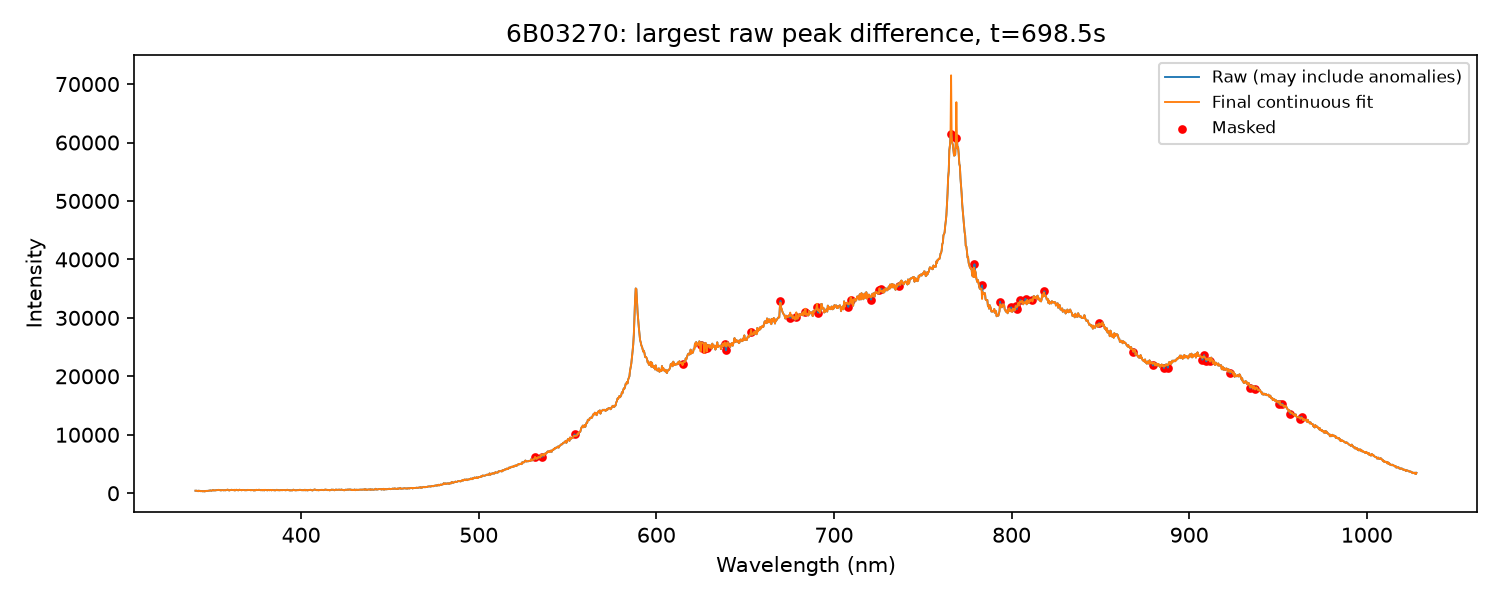 6B03270: largest raw peak difference, t=698.5s
Raw (may include anomalies)
Final continuous fit
Masked
Intensity
70000
60000
50000
40000
30000
20000
10000
0
400 500 600 700 800 900 1000
Wavelength (nm)